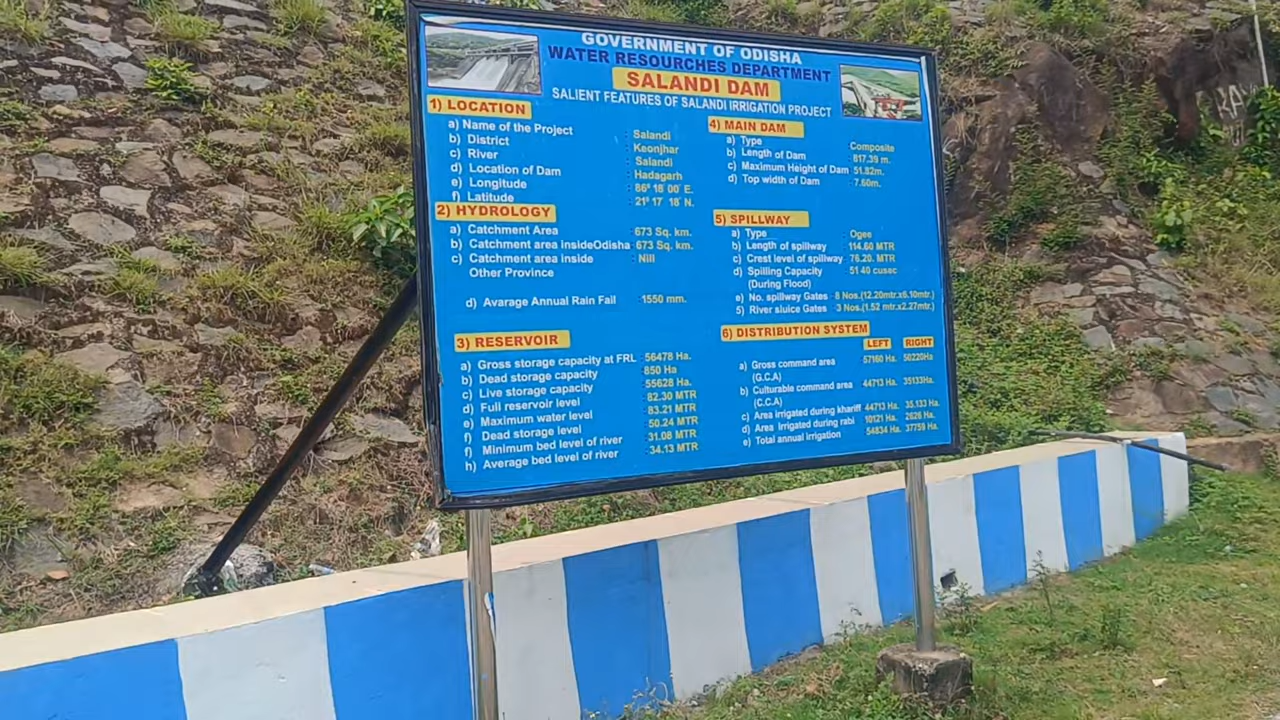 GOVERNMENT OF ODISHA
WATER RESOURCHES DEPARTMENT
SALANDI DAM
SALIENT FEATURES OF SALANDI IRRIGATION PROJECT
1) LOCATION
a) Name of the Project : Salandi
b) District : Keonjhar
c) River : Salandi
d) Location of Dam : Hadagarh
e) Longitude : 86° 18' 00" E.
f) Latitude : 21° 17' 18" N.
2) HYDROLOGY
a) Catchment Area : 673 Sq. km.
b) Catchment area insideOdisha : 673 Sq. km.
c) Catchment area inside : Nill
Other Province
d) Avarage Annual Rain Fail : 1550 mm.
3) RESERVOIR
a) Gross storage capacity at FRL : 56478 Ha.
b) Dead storage capacity : 850 Ha
c) Live storage capacity : 55628 Ha.
d) Full reservoir level : 82.30 MTR
e) Maximum water level : 83.21 MTR
f) Dead storage level : 50.24 MTR
f) Minimum bed level of river : 31.08 MTR
h) Average bed level of river : 34.13 MTR
4) MAIN DAM
a) Type : Composite
b) Length of Dam : 817.39 m.
c) Maximum Height of Dam : 51.82m.
d) Top width of Dam : 7.60m.
5) SPILLWAY
a) Type : Ogee
b) Length of spillway : 114.60 MTR
c) Crest level of spillway : 76.20. MTR
d) Spilling Capacity : 51 40 cusec
(During Flood)
e) No. spillway Gates : 8 Nos.(12.20mtr.x6.10mtr.)
5) River sluice Gates : 3 Nos.(1.52 mtr.x2.27mtr.)
6) DISTRIBUTION SYSTEM
LEFT RIGHT
a) Gross command area 57160 Ha. 50220Ha
(G.C.A)
b) Culturable command area 44713 Ha. 35133Ha.
(C.C.A)
c) Area irrigated during khariff 44713 Ha. 35.133 Ha.
d) Area irrigated during rabi 10121 Ha. 2626 Ha.
e) Total annual irrigation 54834 Ha. 37759 Ha.